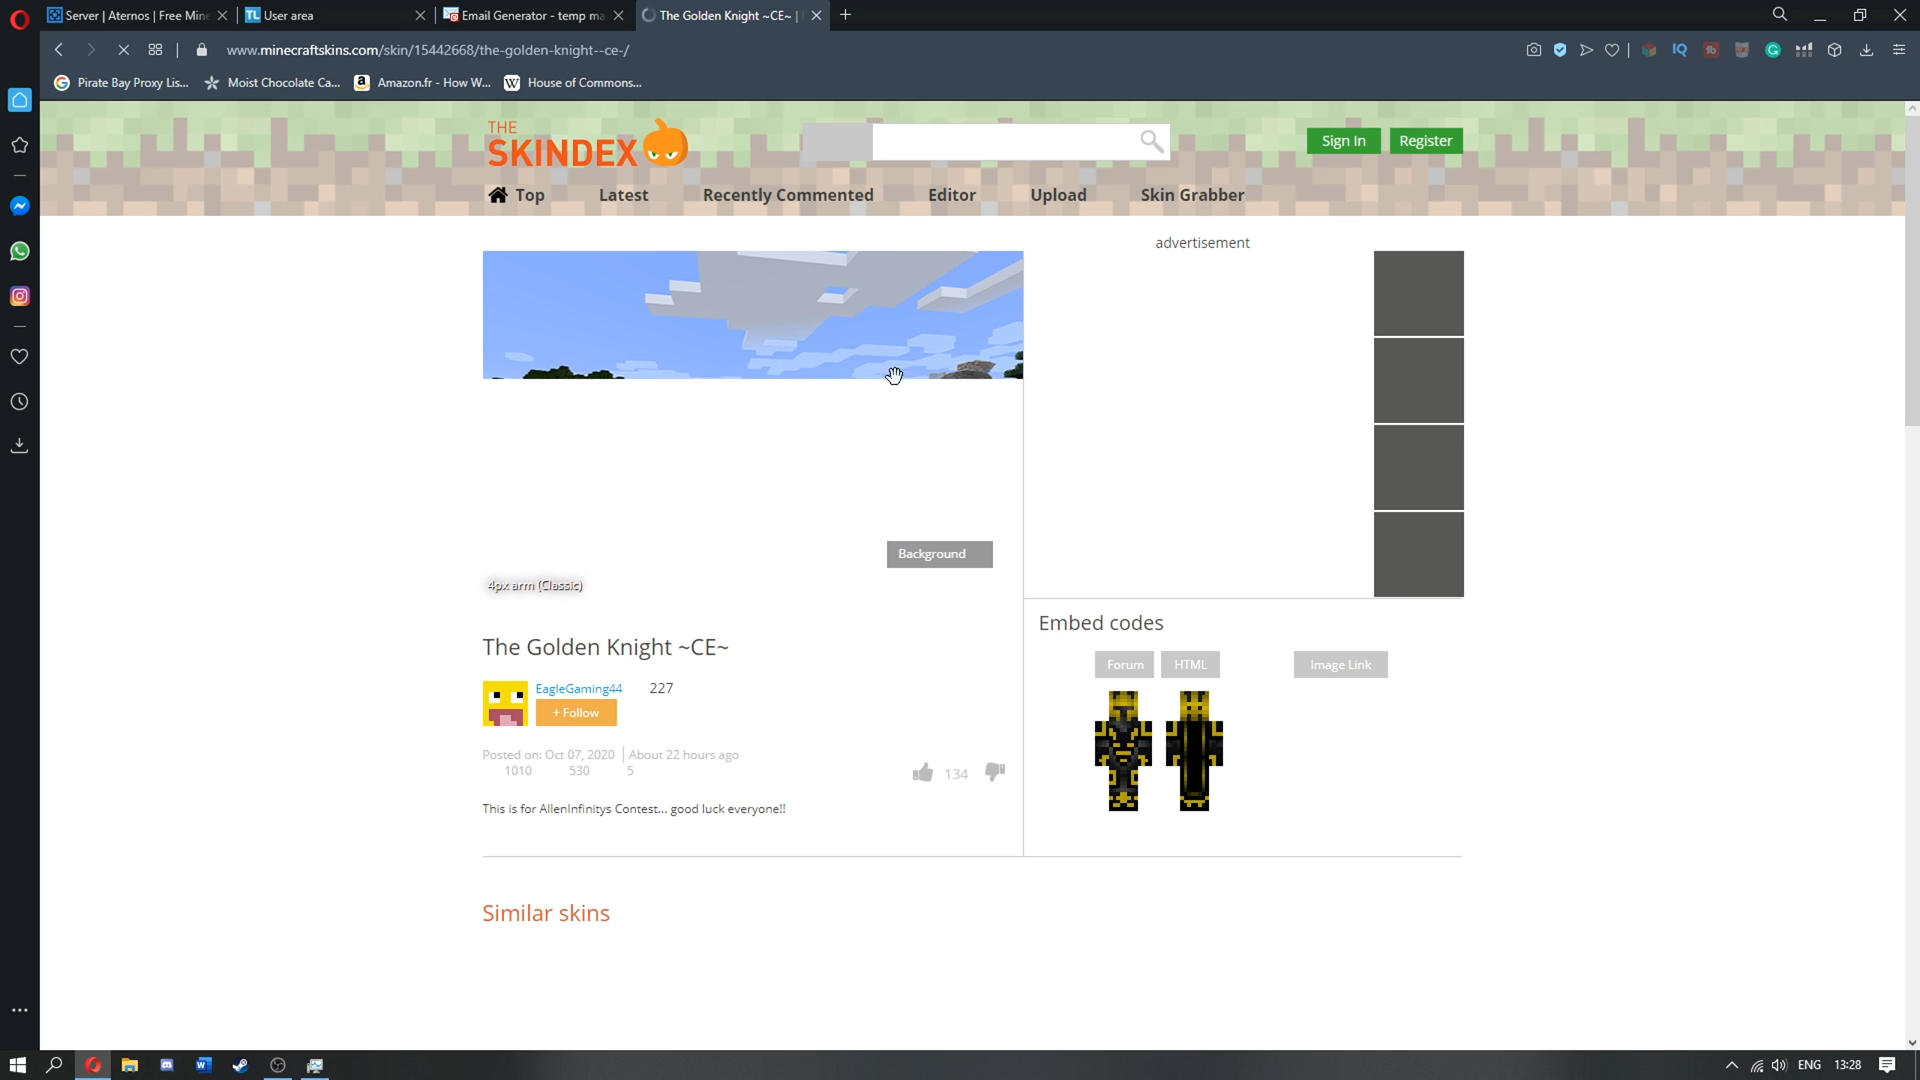 Server | Aternos | Free Mine
TL User area
Email Generator - temp ma
The Golden Knight ~CE~ |
www.minecraftskins.com/skin/15442668/the-golden-knight--ce-/
Pirate Bay Proxy Lis...
Moist Chocolate Ca...
Amazon.fr - How W...
House of Commons...
THE
SKINDEX
Sign In
Register
Top
Latest
Recently Commented
Editor
Upload
Skin Grabber
advertisement
Background
4px arm (Classic)
The Golden Knight ~CE~
EagleGaming44
227
+ Follow
Posted on: Oct 07, 2020
About 22 hours ago
1010
530
5
134
This is for AllenInfinitys Contest... good luck everyone!!
Embed codes
Forum
HTML
Image Link
Similar skins
ENG
13:28